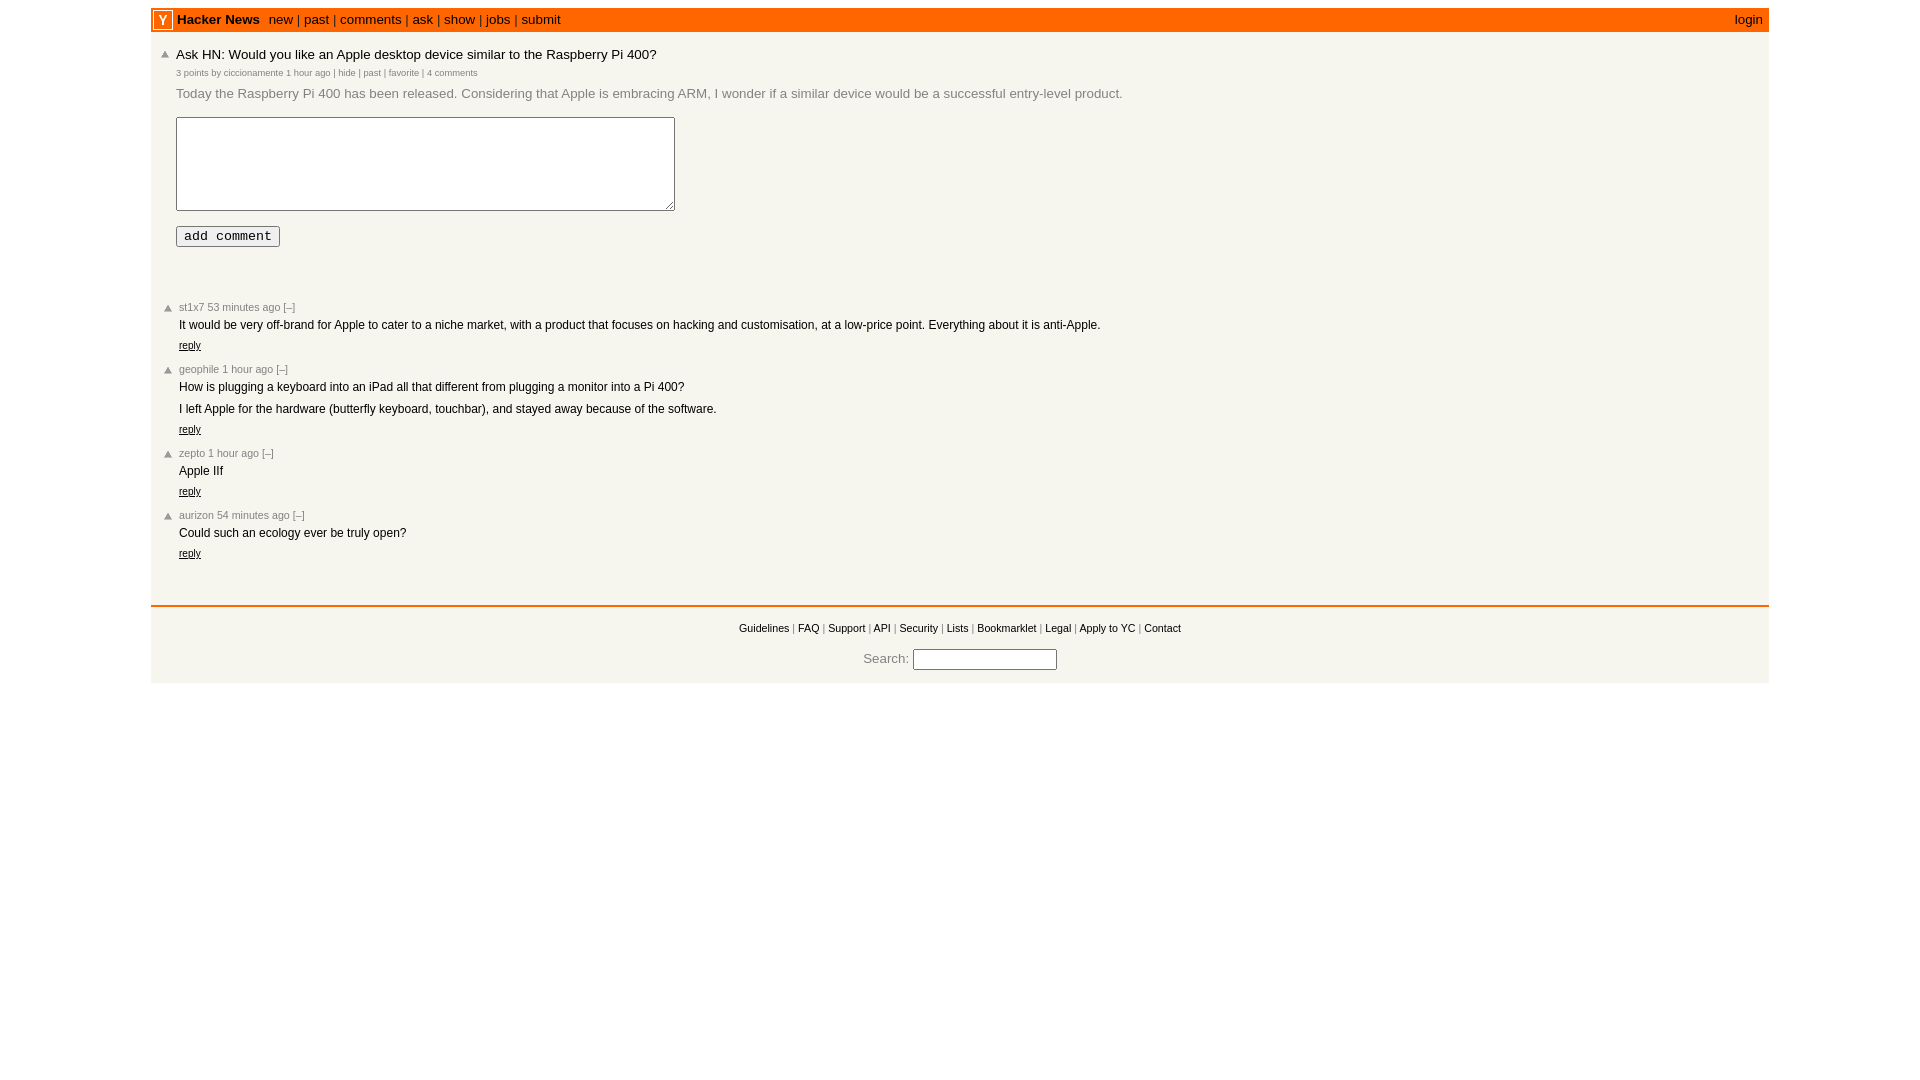 Y Hacker News new | past | comments | ask | show | jobs | submit login
Ask HN: Would you like an Apple desktop device similar to the Raspberry Pi 400?
3 points by ciccionamente 1 hour ago | hide | past | favorite | 4 comments
Today the Raspberry Pi 400 has been released. Considering that Apple is embracing ARM, I wonder if a similar device would be a successful entry-level product.
add comment
st1x7 53 minutes ago [–]
It would be very off-brand for Apple to cater to a niche market, with a product that focuses on hacking and customisation, at a low-price point. Everything about it is anti-Apple.
reply
geophile 1 hour ago [–]
How is plugging a keyboard into an iPad all that different from plugging a monitor into a Pi 400?
I left Apple for the hardware (butterfly keyboard, touchbar), and stayed away because of the software.
reply
zepto 1 hour ago [–]
Apple IIf
reply
aurizon 54 minutes ago [–]
Could such an ecology ever be truly open?
reply
Guidelines | FAQ | Support | API | Security | Lists | Bookmarklet | Legal | Apply to YC | Contact
Search: